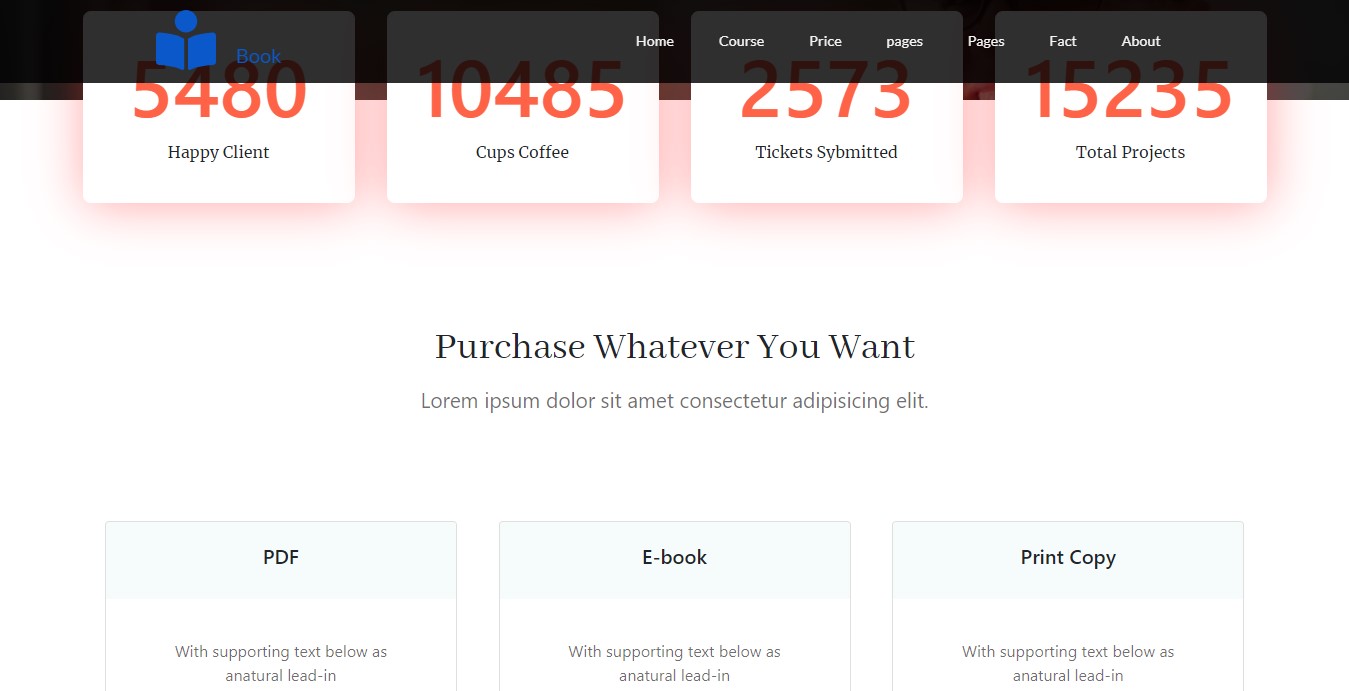 Book
Home Course Price pages Pages Fact About
5480 10485 2573 15235
Happy Client Cups Coffee Tickets Sybmitted Total Projects
Purchase Whatever You Want
Lorem ipsum dolor sit amet consectetur adipisicing elit.
PDF
With supporting text below as
anatural lead-in
E-book
With supporting text below as
anatural lead-in
Print Copy
With supporting text below as
anatural lead-in